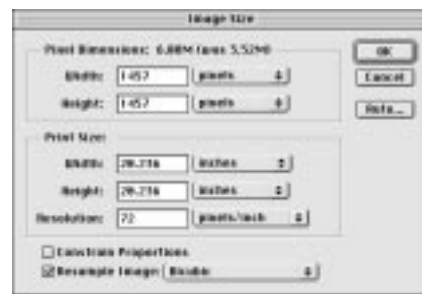 Image Size
Pixel Dimensions: 6.08M (was 5.52M)
OK
Width: 1457 pixels
Cancel
Height: 1457 pixels
Auto...
Print Size:
Width: 20.236 inches
Height: 20.236 inches
Resolution: 72 pixels/inch
Constrain Proportions
Resample Image: Bicubic